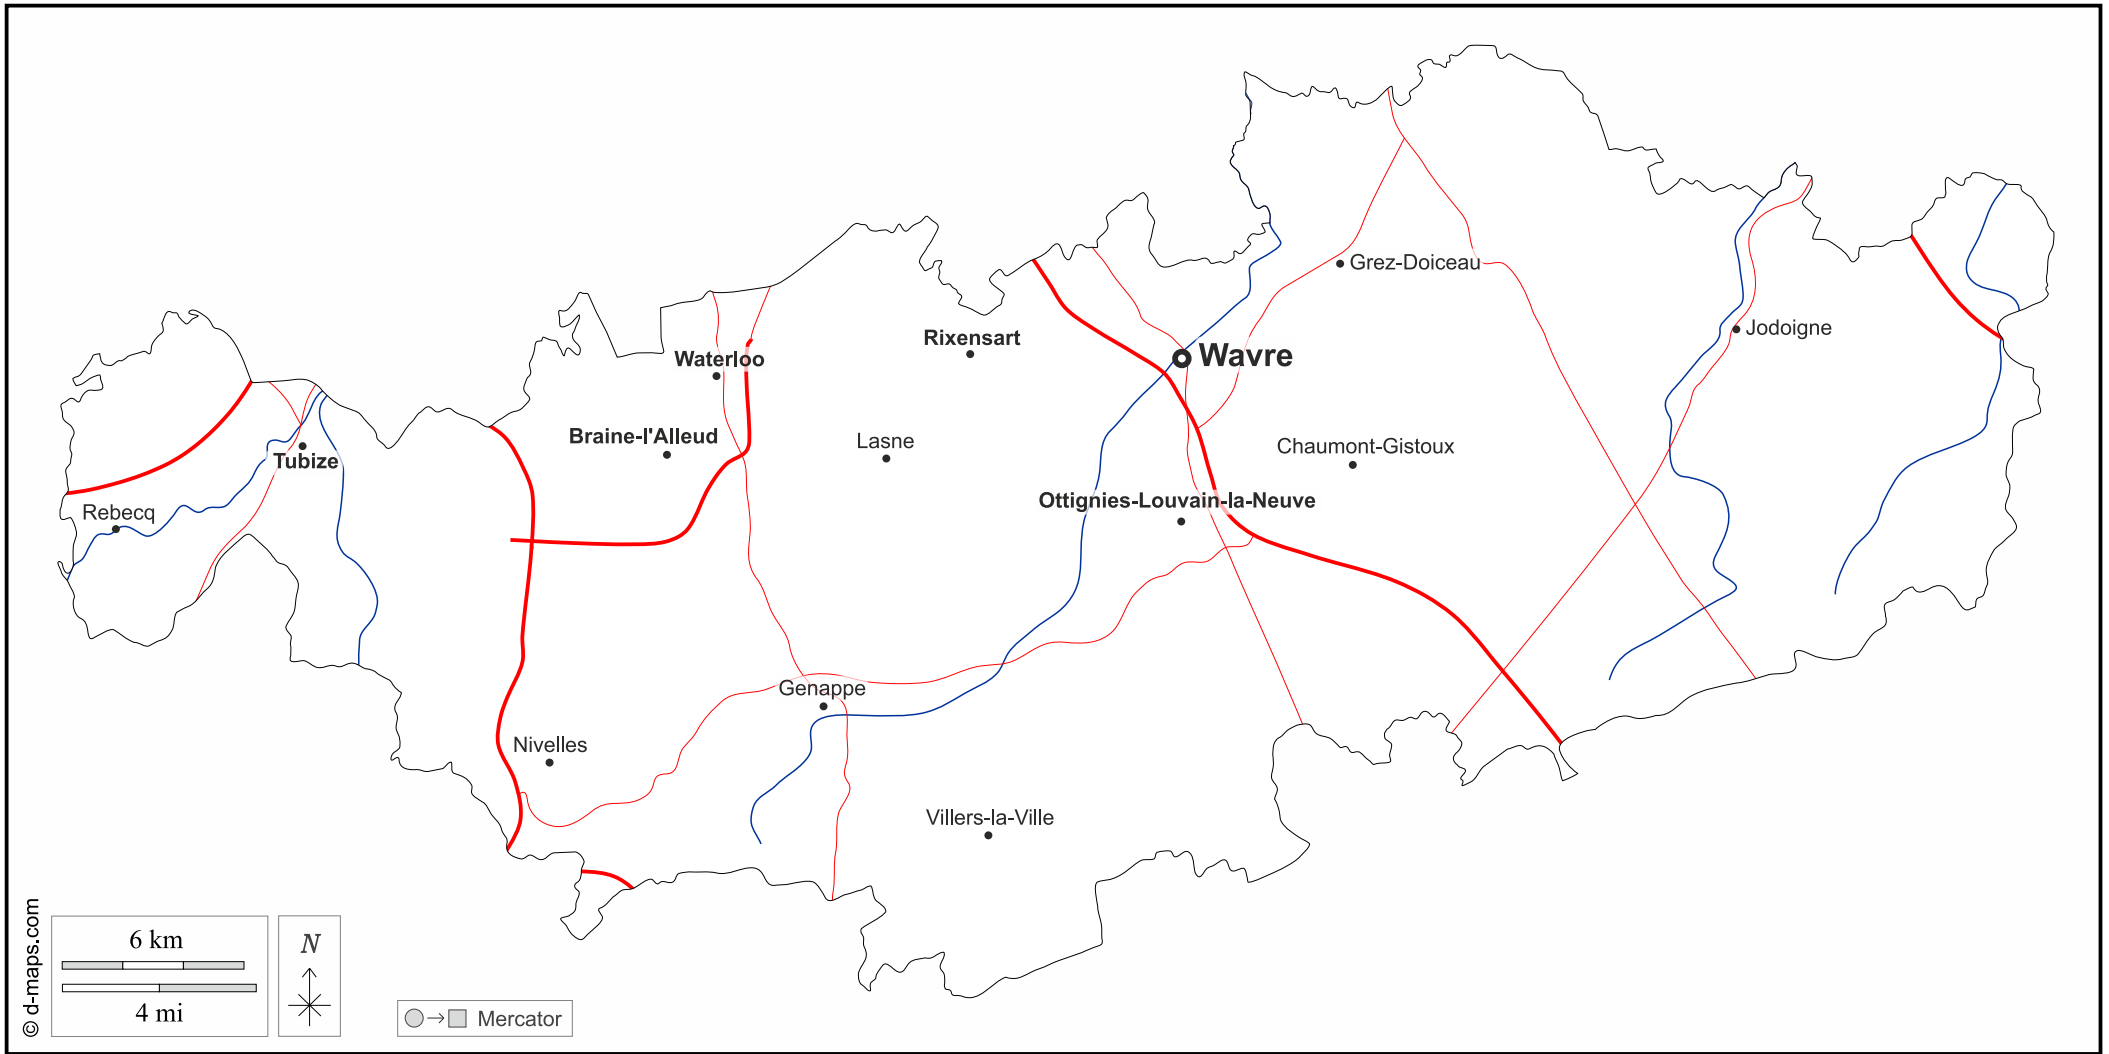 Grez-Doiceau
Jodoigne
Rixensart
Wavre
Waterloo
Braine-l'Alleud
Lasne
Chaumont-Gistoux
Tubize
Ottignies-Louvain-la-Neuve
Rebecq
Genappe
Nivelles
Villers-la-Ville
© d-maps.com
6 km
4 mi
N
Mercator